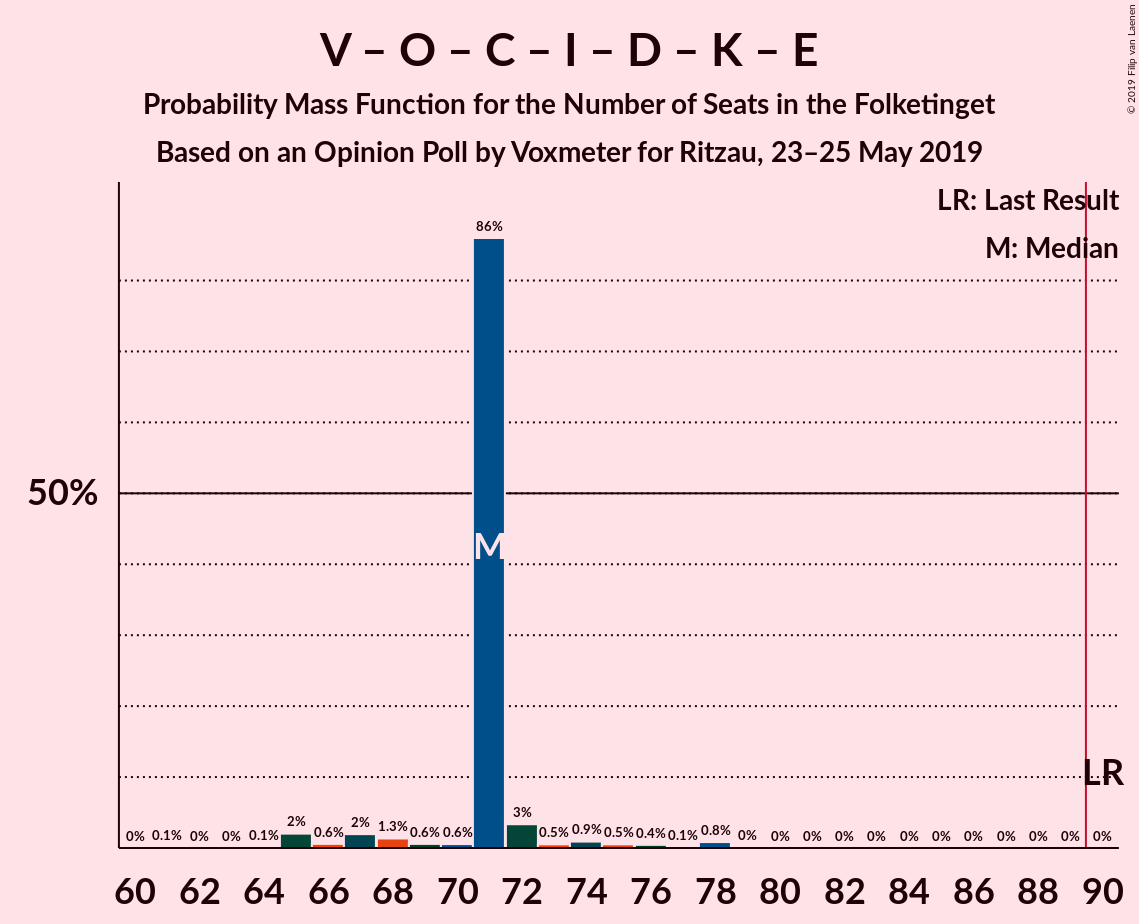 V – O – C – I – D – K – E
Probability Mass Function for the Number of Seats in the Folketinget
Based on an Opinion Poll by Voxmeter for Ritzau, 23–25 May 2019
© 2019 Filip van Laenen
LR: Last Result
M: Median
86%
50%
M
LR
0% 0.1% 0% 0% 0.1% 2% 0.6% 2% 1.3% 0.6% 0.6% 3% 0.5% 0.9% 0.5% 0.4% 0.1% 0.8% 0% 0% 0% 0% 0% 0% 0% 0% 0% 0% 0% 0%
60 62 64 66 68 70 72 74 76 78 80 82 84 86 88 90